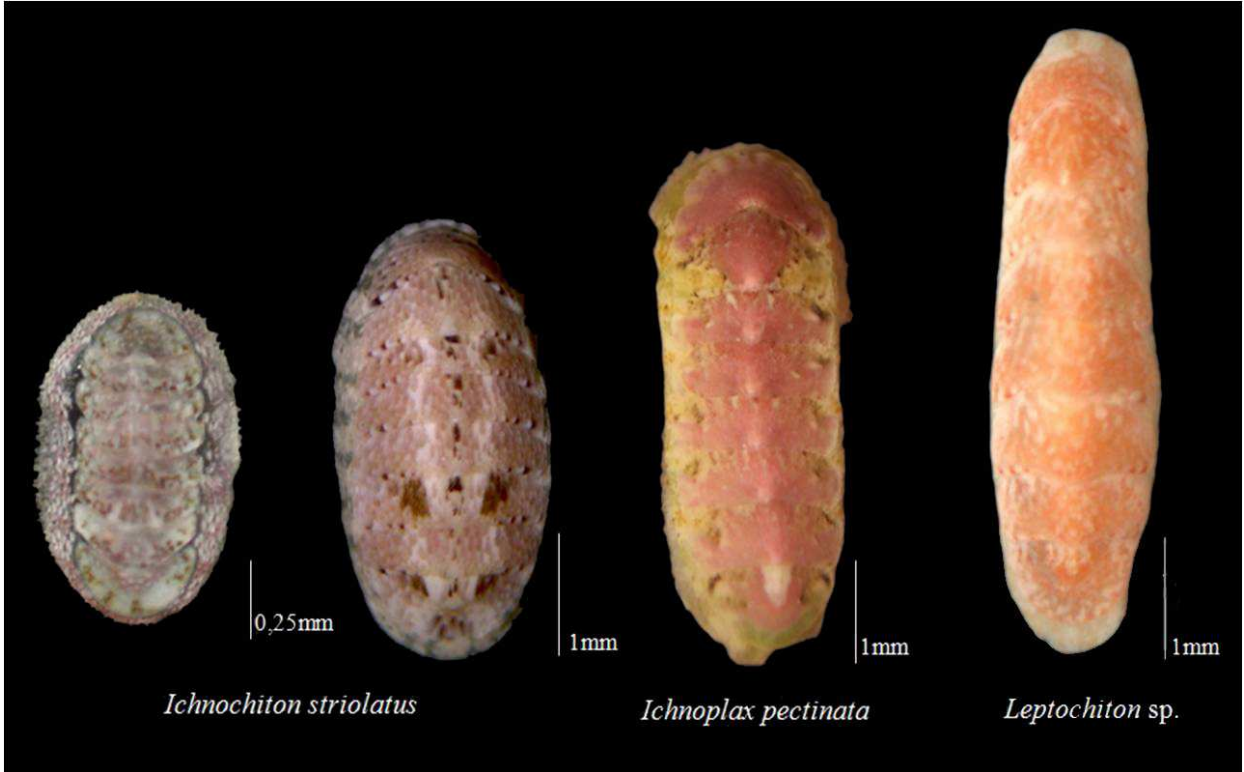 0,25mm
1mm
1mm
1mm
Ichnochiton striolatus
Ichnoplax pectinata
Leptochiton sp.